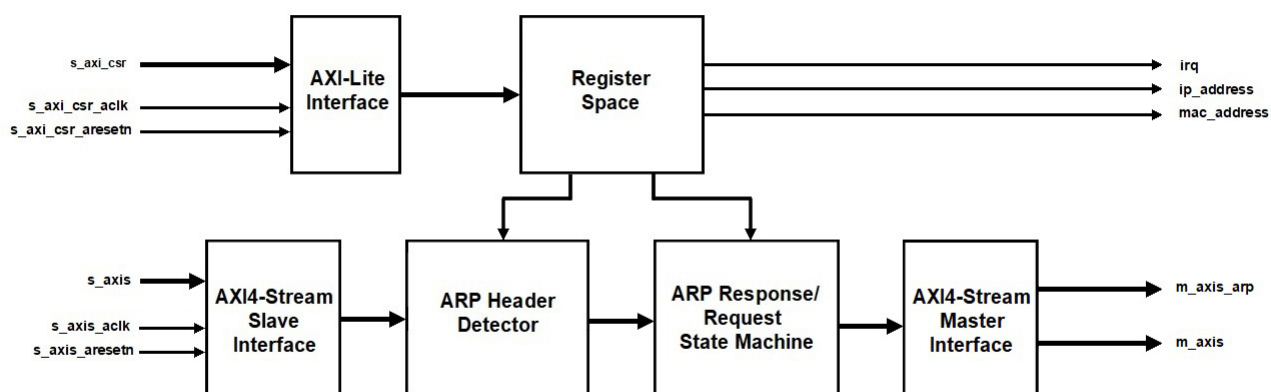 s_axi_csr
s_axi_csr_aclk
s_axi_csr_aresetn
AXI-Lite
Interface
Register
Space
irq
ip_address
mac_address
s_axis
s_axis_aclk
s_axis_aresetn
AXI4-Stream
Slave
Interface
ARP Header
Detector
ARP Response/
Request
State Machine
AXI4-Stream
Master
Interface
m_axis_arp
m_axis